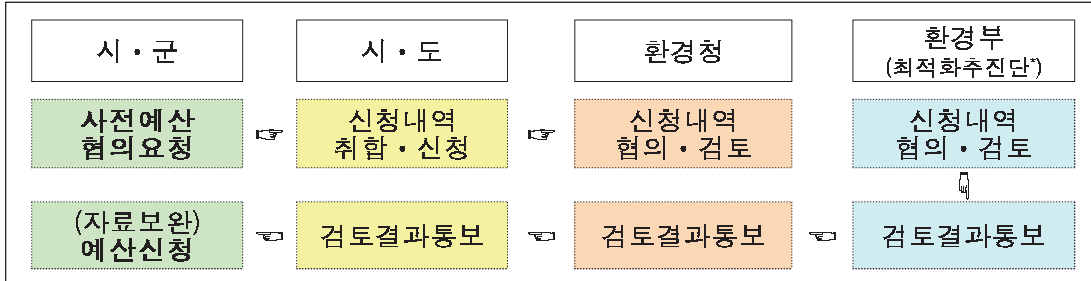 시・군
시・도
환경청
환경부
(최적화추진단*)
사전예산
협의요청
☞
신청내역
취합・신청
☞
신청내역
협의・검토
신청내역
협의・검토
☟
(자료보완)
예산신청
☜
검토결과통보
☜
검토결과통보
☜
검토결과통보